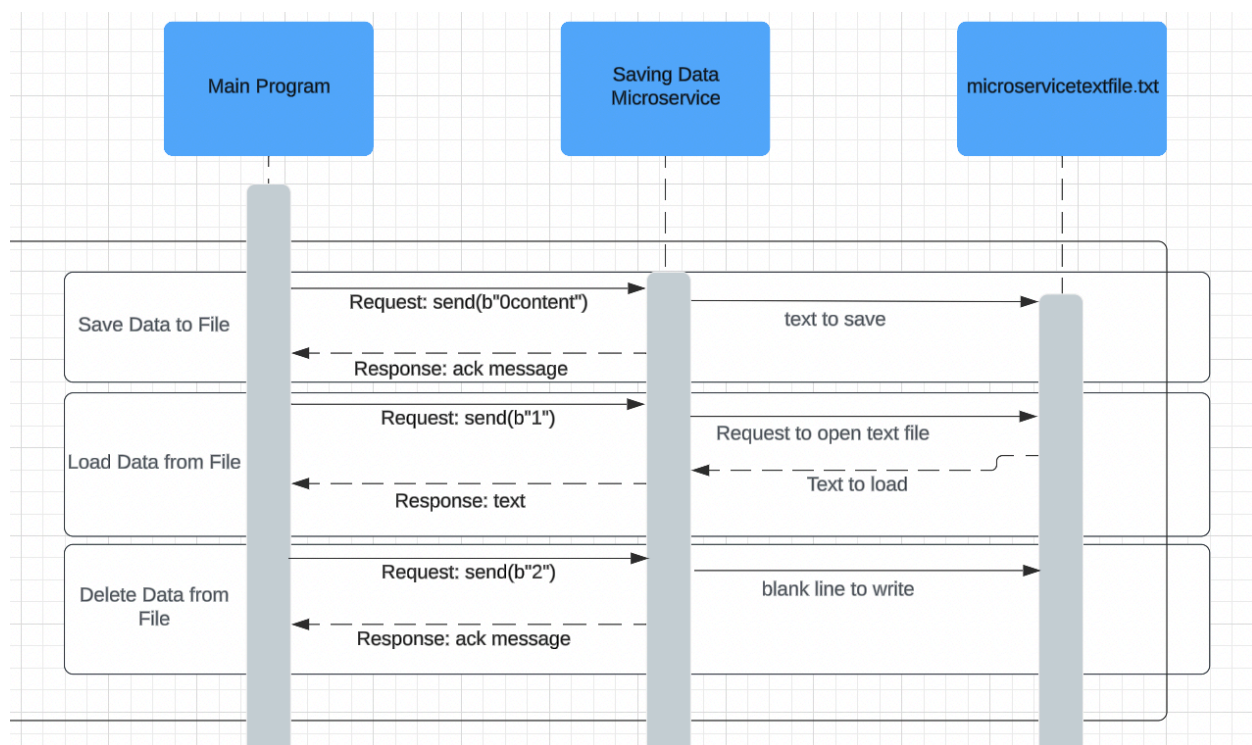 Main Program
Saving Data
Microservice
microservicetextfile.txt
Save Data to File
Request: send(b"0content")
text to save
Response: ack message
Load Data from File
Request: send(b"1")
Request to open text file
Text to load
Response: text
Delete Data from
File
Request: send(b"2")
blank line to write
Response: ack message